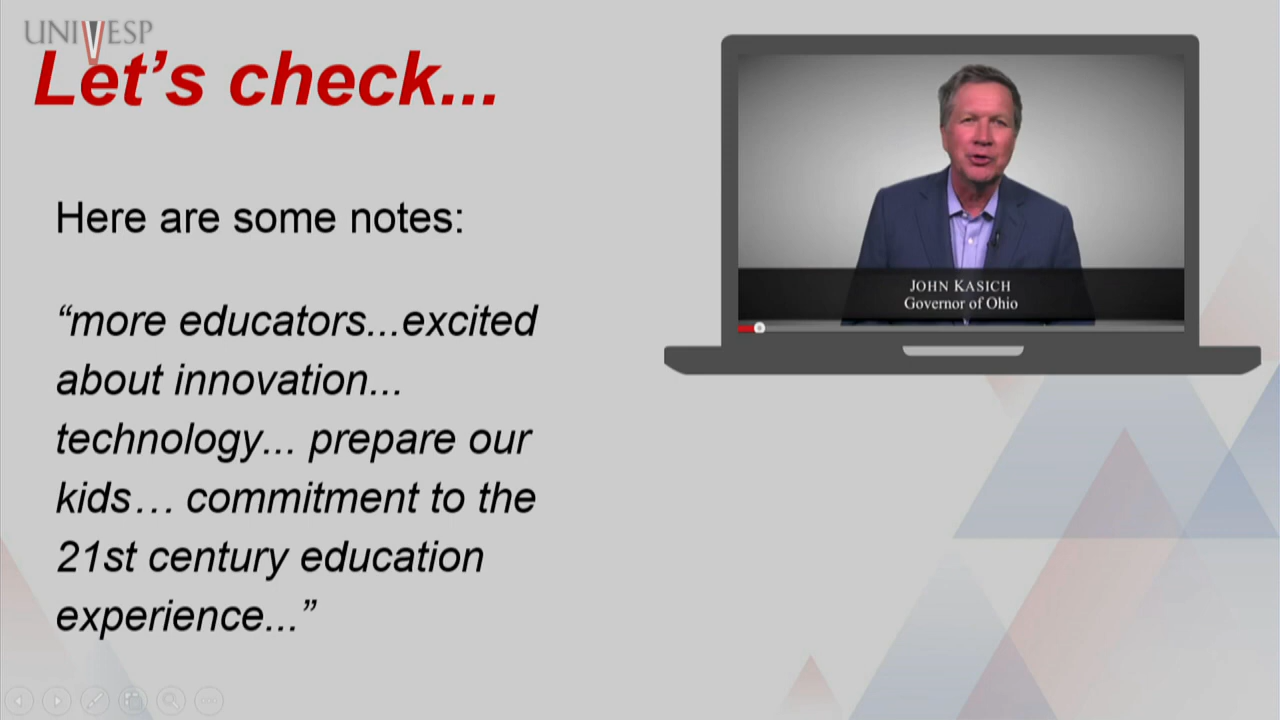 UNIVESP
Let's check...
Here are some notes:
“more educators...excited
about innovation...
technology... prepare our
kids… commitment to the
21st century education
experience...”
JOHN KASICH
Governor of Ohio